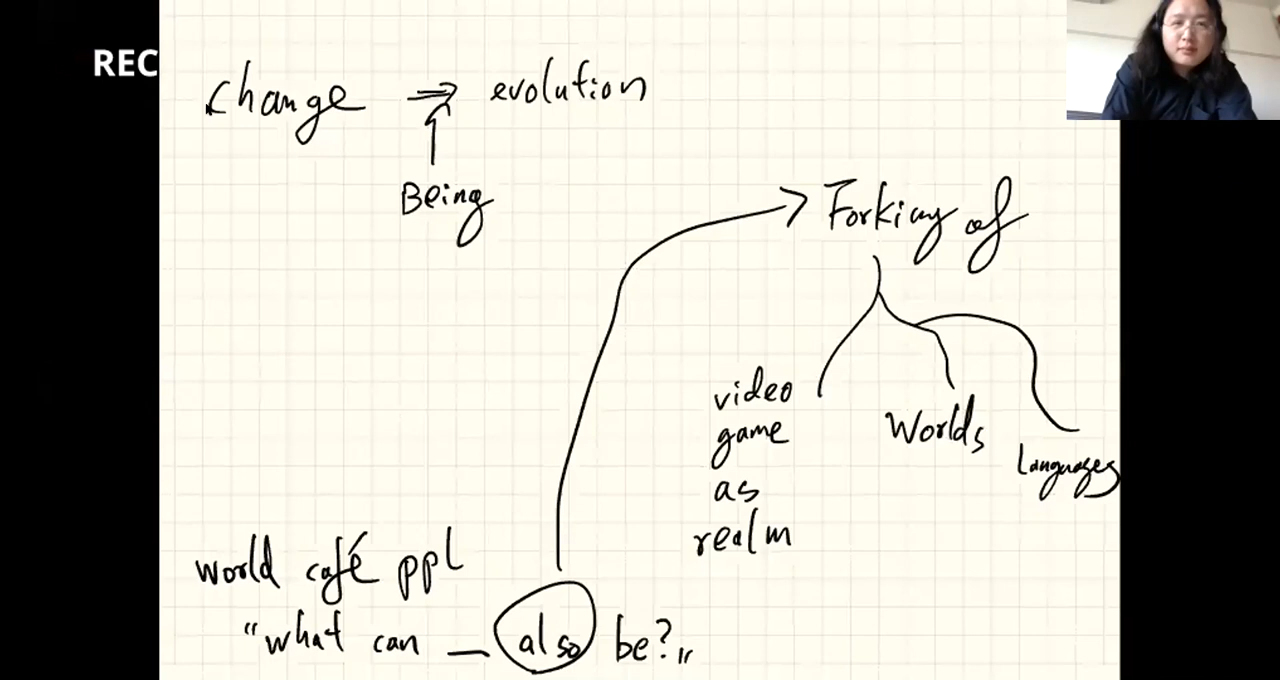 REC
change ⇒ evolution
↑
Being
→ Forking of
video
game
as
realm
Worlds
Languages
world café ppl
"what can _ also be?"